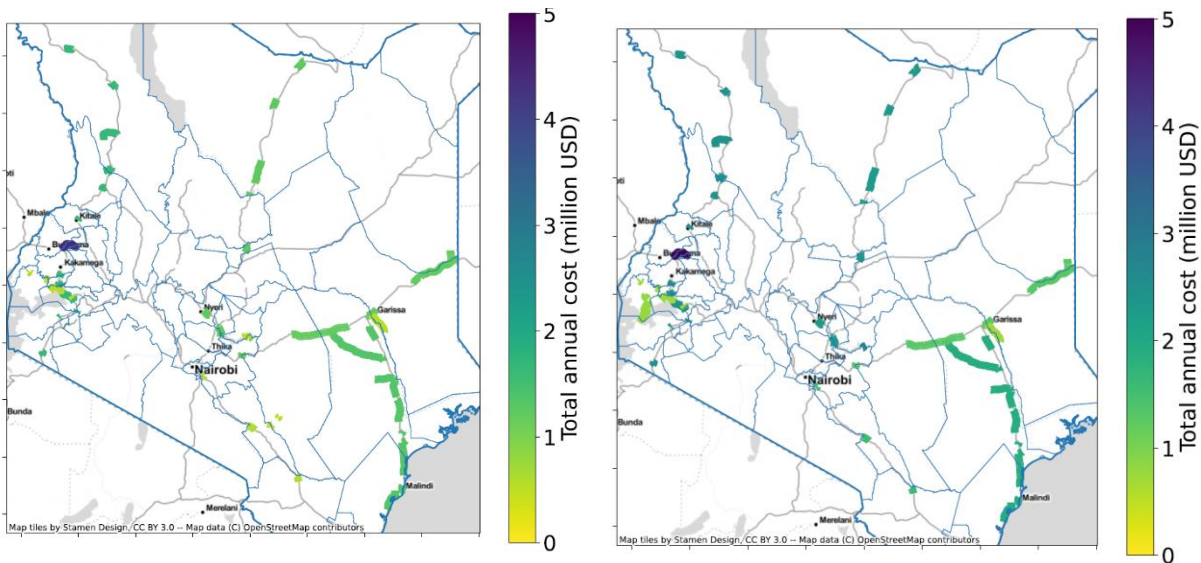 Mbale
Kitale
Kakamega
Nyeri
Garissa
Thika
Nairobi
Bunda
Malindi
Merelani
Map tiles by Stamen Design, CC BY 3.0 -- Map data (C) OpenStreetMap contributors
5
4
3
2
1
0
Total annual cost (million USD)
Mbale
Kitale
Kakamega
Nyeri
Garissa
Thika
Nairobi
Bunda
Malindi
Merelani
Map tiles by Stamen Design, CC BY 3.0 -- Map data (C) OpenStreetMap contributors
5
4
3
2
1
0
Total annual cost (million USD)